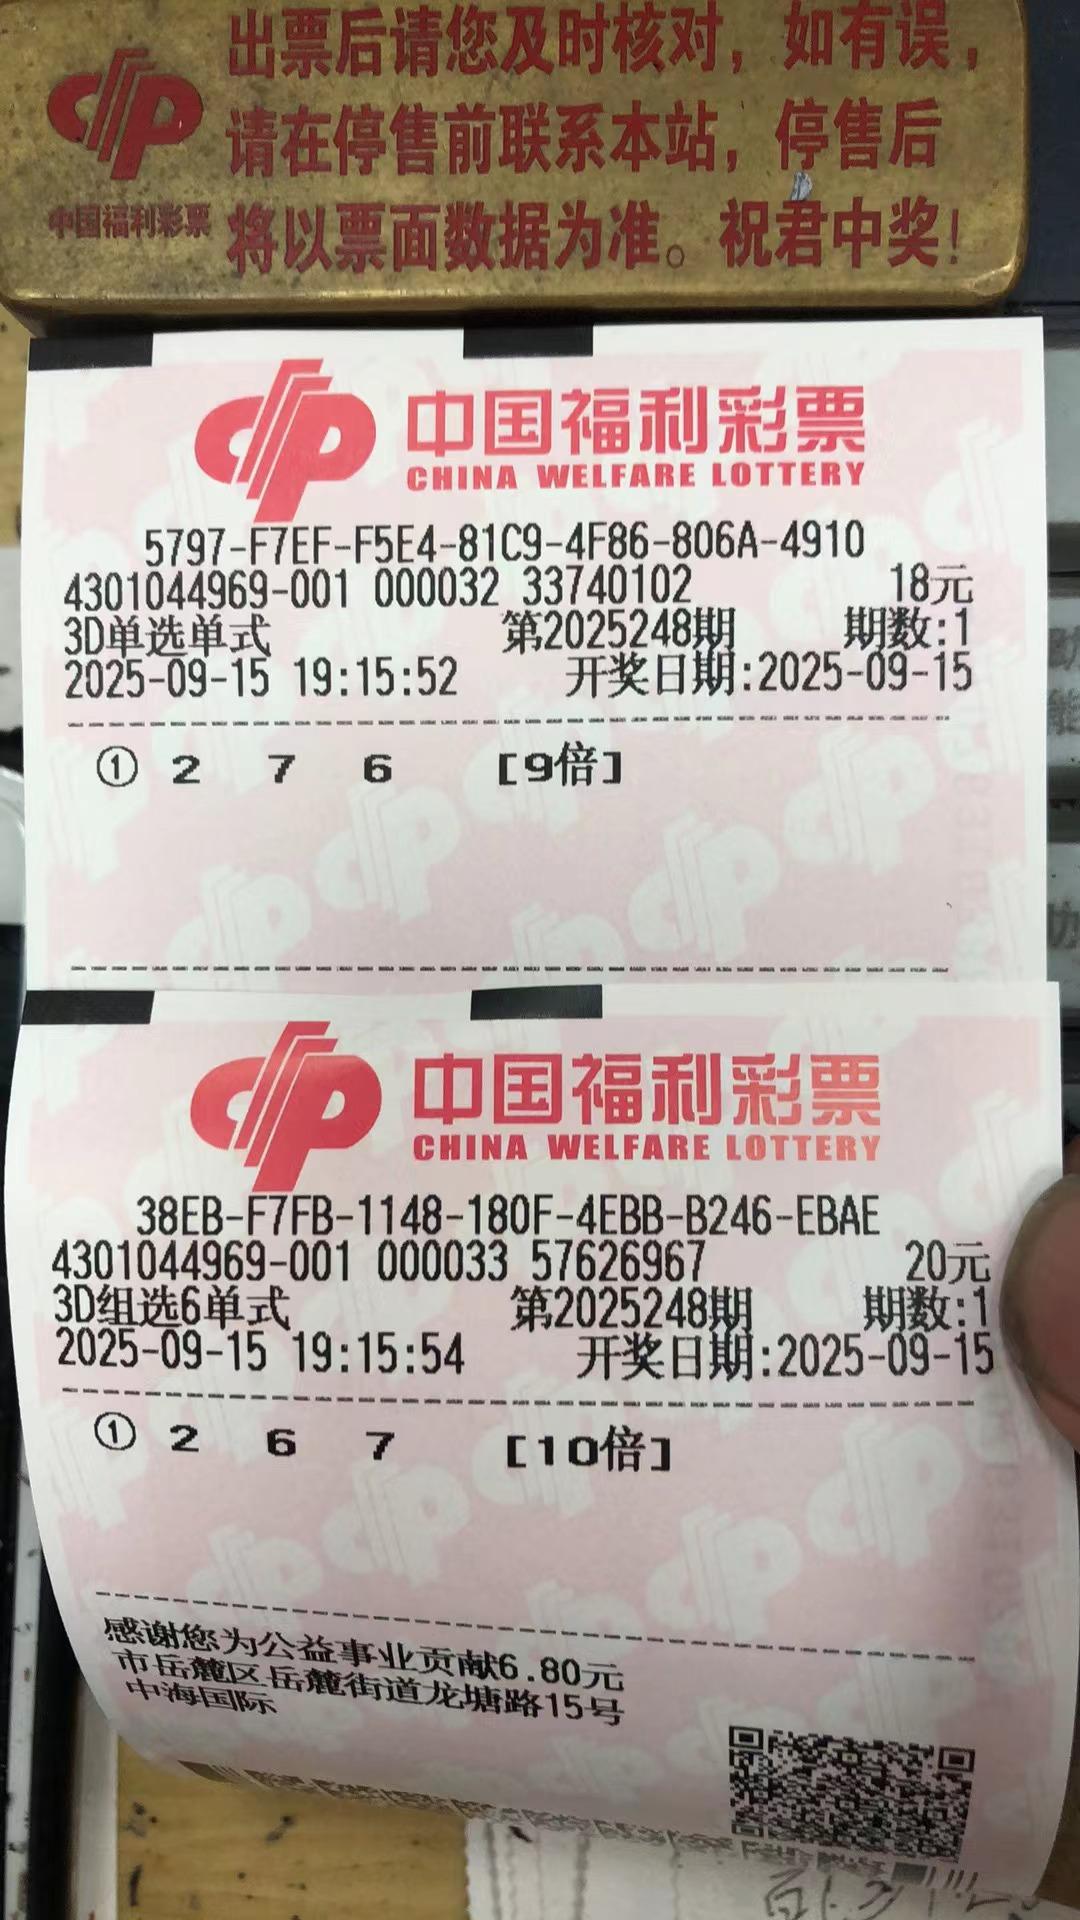 出票后请您及时核对，如有误，
请在停售前联系本站，停售后
将以票面数据为准。祝君中奖！
中国福利彩票
中国福利彩票
CHINA WELFARE LOTTERY
5797-F7EF-F5E4-81C9-4F86-806A-4910
4301044969-001 000032 33740102 18元
3D单选单式 第2025248期 期数:1
2025-09-15 19:15:52 开奖日期:2025-09-15
① 2 7 6 [9倍]
中国福利彩票
CHINA WELFARE LOTTERY
38EB-F7FB-1148-180F-4EBB-B246-EBAE
4301044969-001 000033 57626967 20元
3D组选6单式 第2025248期 期数:1
2025-09-15 19:15:54 开奖日期:2025-09-15
① 2 6 7 [10倍]
感谢您为公益事业贡献6.80元
市岳麓区岳麓街道龙塘路15号
中海国际